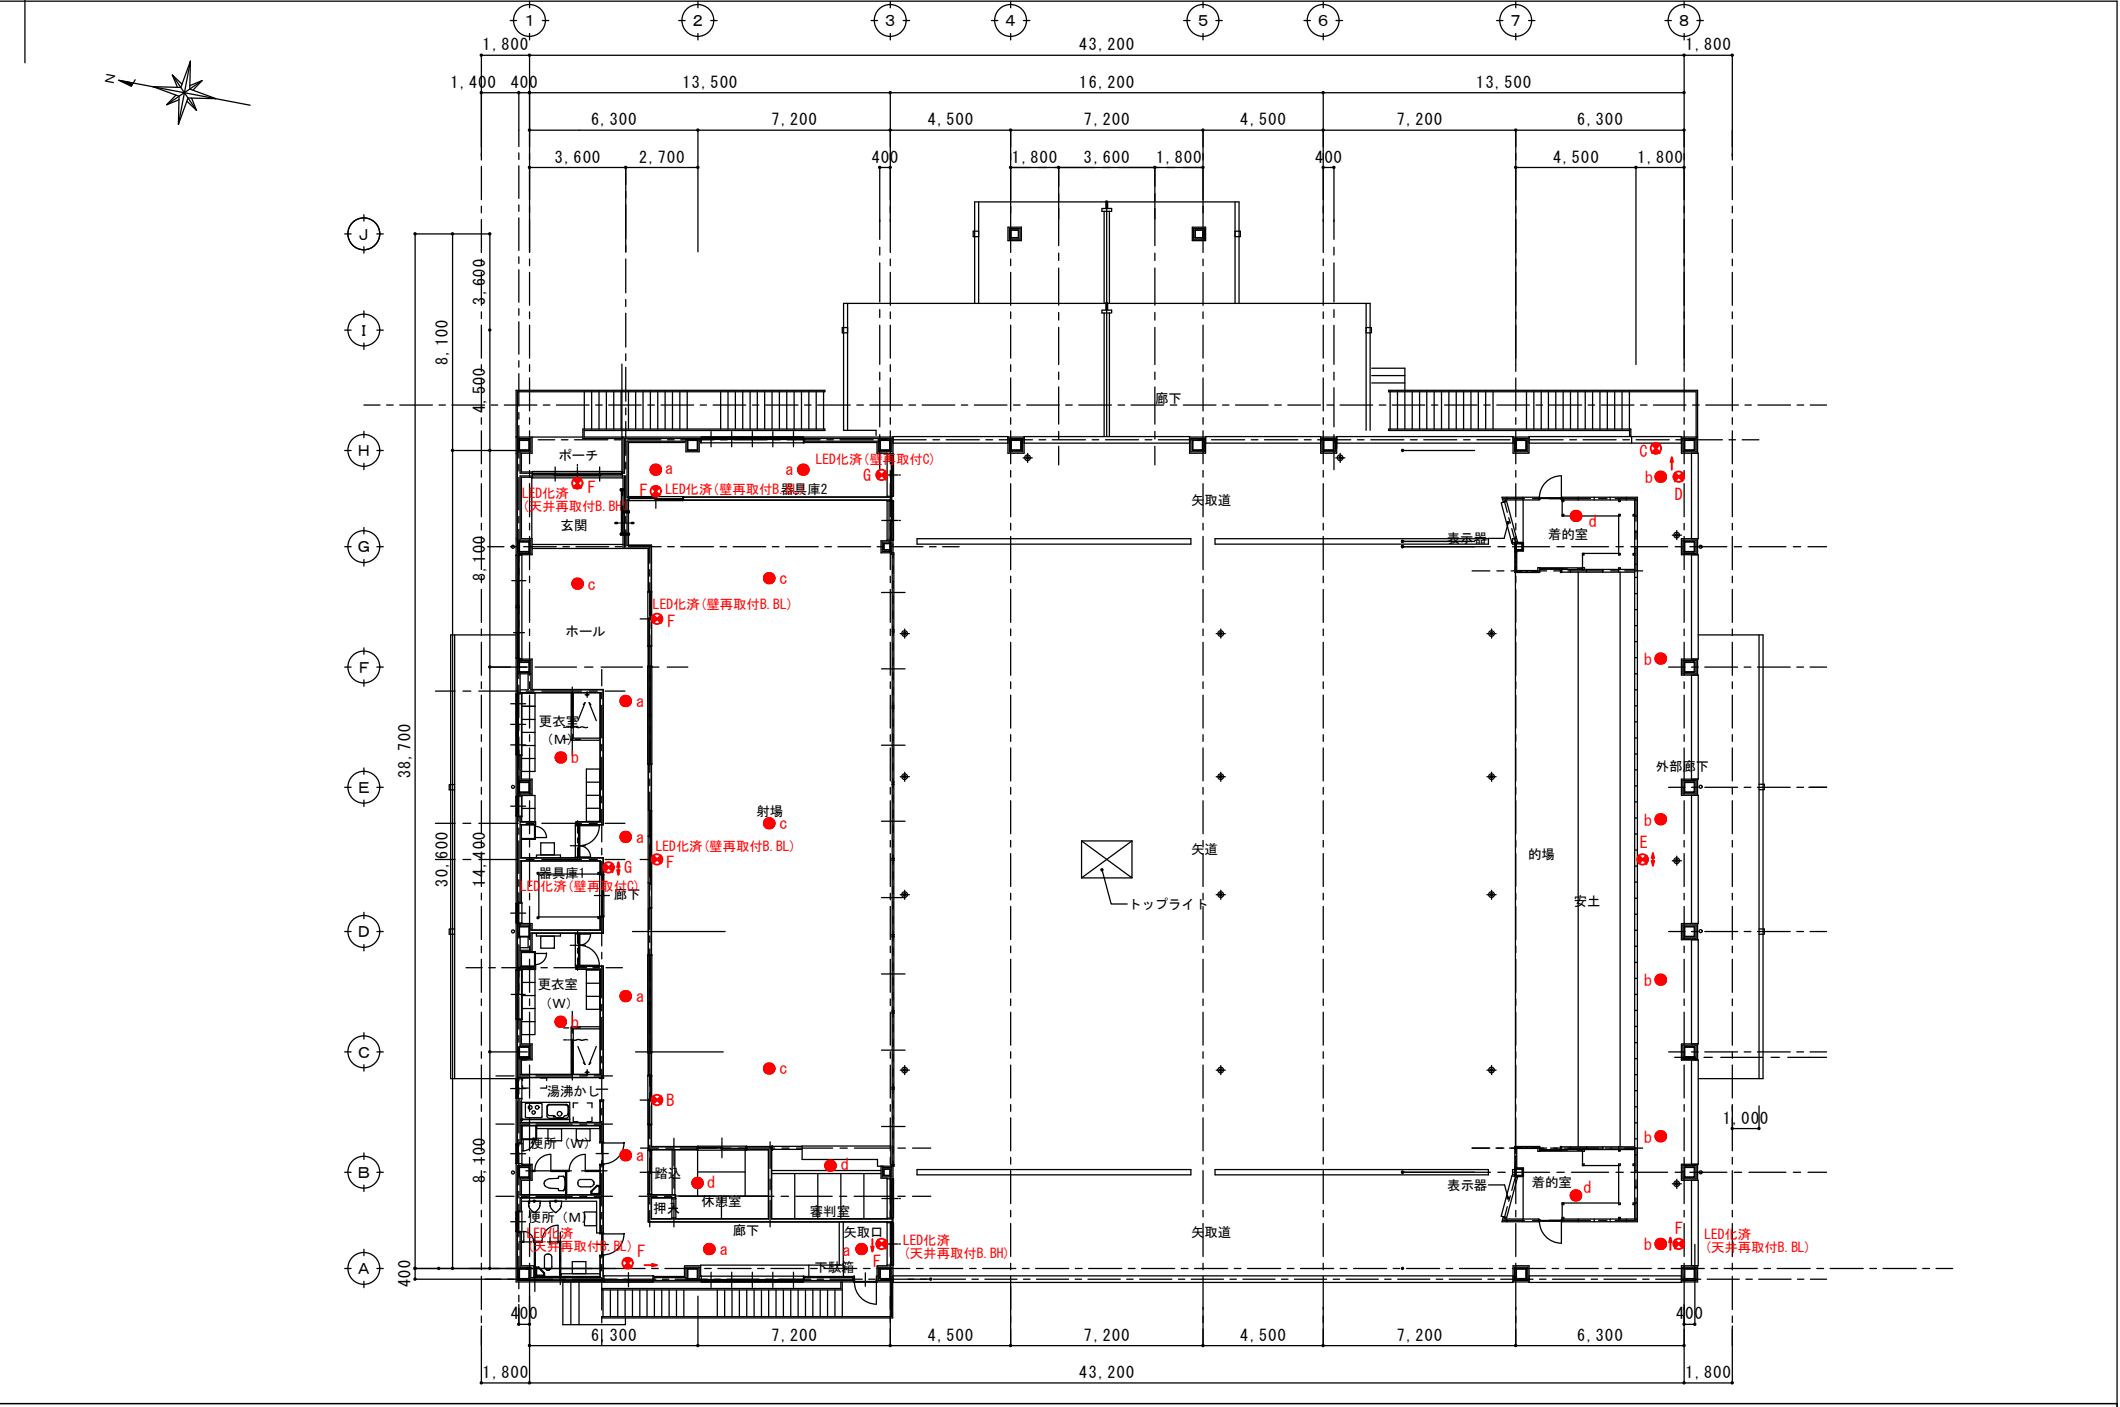 1 2 3 4 5 6 7 8
1,800 43,200 1,800
N
1,400 400 13,500 16,200 13,500
6,300 7,200 4,500 7,200 4,500 7,200 6,300
3,600 2,700 400 1,800 3,600 1,800 400 4,500 1,800
J
3,600
I
8,100
4,500
廊下
H
ポーチ
a a LED化済(壁再取付C)
G
C
b D
LED化済
(天井再取付B.BH)
F
F LED化済(壁再取付B.BL)
器具庫2
矢取道
玄関
d
着的室
表示器
G
8,100
c c
LED化済(壁再取付B.BL)
F
ホール
F
b
a
更衣室
(M)
b
38,700
外部廊下
E
射場
c
b
a
LED化済(壁再取付B.BL)
F
E
矢道
的場
30,600
14,400
器具庫1
G
LED化済(壁再取付C)
廊下
トップライト
安土
D
更衣室
(W)
a
b
b
C
c
湯沸かし
B
1,000
便所(W)
a
b
8,100
B
踏込
d
d
休憩室
押入
審判室
表示器
着的室
d
便所(M)
LED化済
(天井再取付B.BL)
F
廊下
a
矢取口
a
F
LED化済
(天井再取付B.BH)
矢取道
b
F
LED化済
(天井再取付B.BL)
下駄箱
A
400
400 400
6,300 7,200 4,500 7,200 4,500 7,200 6,300
1,800 43,200 1,800